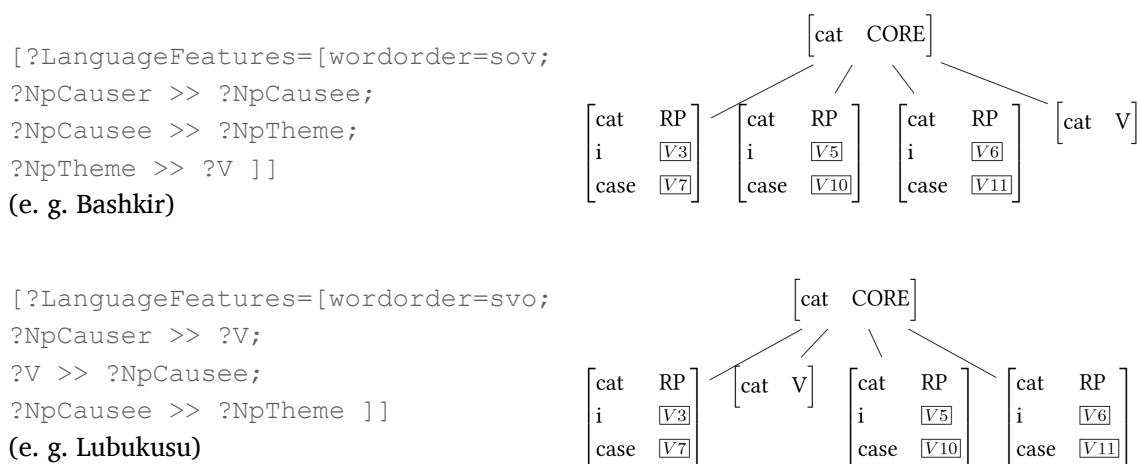 [?LanguageFeatures=[wordorder=sov;
?NpCauser >> ?NpCausee;
?NpCausee >> ?NpTheme;
?NpTheme >> ?V ]]
(e. g. Bashkir)
cat CORE
cat RP cat RP cat RP cat V
i V3 i V5 i V6
case V7 case V10 case V11
[?LanguageFeatures=[wordorder=svo;
?NpCauser >> ?V;
?V >> ?NpCausee;
?NpCausee >> ?NpTheme ]]
(e. g. Lubukusu)
cat CORE
cat RP cat V cat RP cat RP
i V3 i V5 i V6
case V7 case V10 case V11